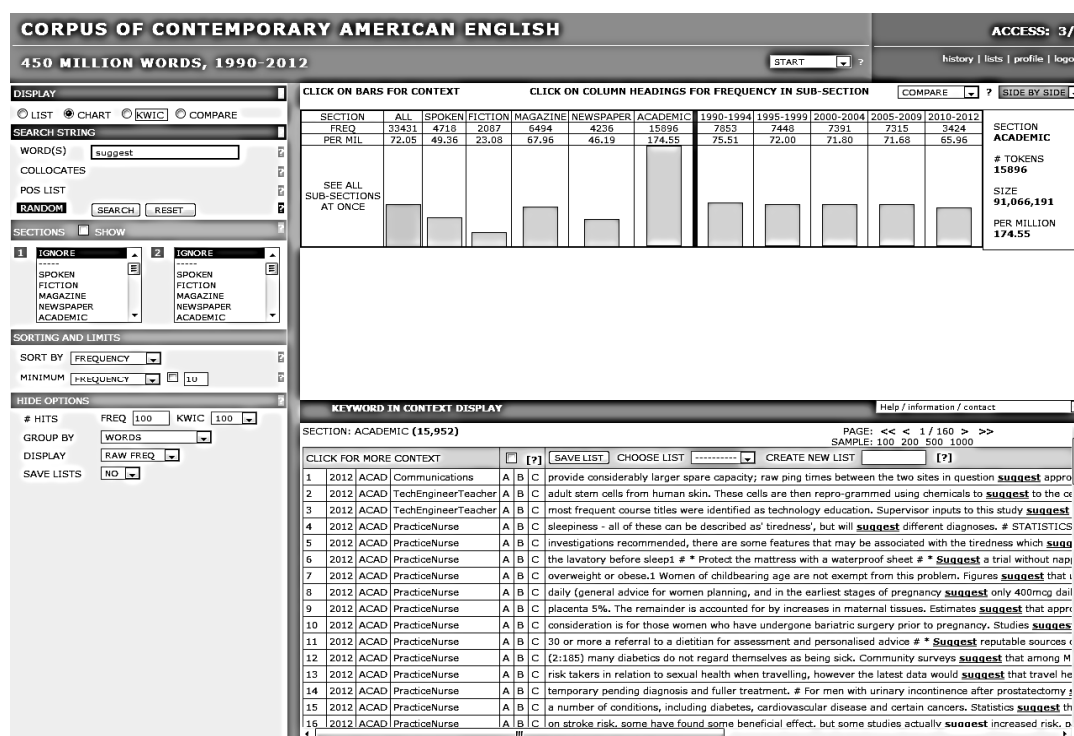 CORPUS OF CONTEMPORARY AMERICAN ENGLISH
ACCESS: 3/
450 MILLION WORDS, 1990-2012
START ?
history | lists | profile | logo
DISPLAY
LIST CHART KWIC COMPARE
SEARCH STRING
WORD(S) suggest
COLLOCATES
POS LIST
RANDOM SEARCH RESET
SECTIONS SHOW
1 IGNORE
-----
SPOKEN
FICTION
MAGAZINE
NEWSPAPER
ACADEMIC
2 IGNORE
-----
SPOKEN
FICTION
MAGAZINE
NEWSPAPER
ACADEMIC
SORTING AND LIMITS
SORT BY FREQUENCY
MINIMUM FREQUENCY 10
HIDE OPTIONS ?
# HITS FREQ 100 KWIC 100
GROUP BY WORDS
DISPLAY RAW FREQ
SAVE LISTS NO
CLICK ON BARS FOR CONTEXT CLICK ON COLUMN HEADINGS FOR FREQUENCY IN SUB-SECTION COMPARE ? SIDE BY SIDE
SECTION ALL SPOKEN FICTION MAGAZINE NEWSPAPER ACADEMIC 1990-1994 1995-1999 2000-2004 2005-2009 2010-2012
FREQ 33431 4718 2087 6494 4236 15896 7853 7448 7391 7315 3424
PER MIL 72.05 49.36 23.08 67.96 46.19 174.55 75.51 72.00 71.80 71.68 65.96
SEE ALL
SUB-SECTIONS
AT ONCE
SECTION
ACADEMIC
# TOKENS
15896
SIZE
91,066,191
PER MILLION
174.55
KEYWORD IN CONTEXT DISPLAY
Help / information / contact
SECTION: ACADEMIC (15,952)
PAGE: << < 1 / 160 > >>
SAMPLE: 100 200 500 1000
CLICK FOR MORE CONTEXT [?] SAVE LIST CHOOSE LIST ---------- CREATE NEW LIST [?]
1 2012 ACAD Communications A B C provide considerably larger spare capacity; raw ping times between the two sites in question suggest appro
2 2012 ACAD TechEngineerTeacher A B C adult stem cells from human skin. These cells are then repro-grammed using chemicals to suggest to the ce
3 2012 ACAD TechEngineerTeacher A B C most frequent course titles were identified as technology education. Supervisor inputs to this study suggest
4 2012 ACAD PracticeNurse A B C sleepiness - all of these can be described as' tiredness', but will suggest different diagnoses. # STATISTICS
5 2012 ACAD PracticeNurse A B C investigations recommended, there are some features that may be associated with the tiredness which sugg
6 2012 ACAD PracticeNurse A B C the lavatory before sleep1 # * Protect the mattress with a waterproof sheet # * Suggest a trial without napp
7 2012 ACAD PracticeNurse A B C overweight or obese.1 Women of childbearing age are not exempt from this problem. Figures suggest that
8 2012 ACAD PracticeNurse A B C daily (general advice for women planning, and in the earliest stages of pregnancy suggest only 400mcg dail
9 2012 ACAD PracticeNurse A B C placenta 5%. The remainder is accounted for by increases in maternal tissues. Estimates suggest that appro
10 2012 ACAD PracticeNurse A B C consideration is for those women who have undergone bariatric surgery prior to pregnancy. Studies sugges
11 2012 ACAD PracticeNurse A B C 30 or more a referral to a dietitian for assessment and personalised advice # * Suggest reputable sources
12 2012 ACAD PracticeNurse A B C (2:185) many diabetics do not regard themselves as being sick. Community surveys suggest that among M
13 2012 ACAD PracticeNurse A B C risk takers in relation to sexual health when travelling, however the latest data would suggest that travel he
14 2012 ACAD PracticeNurse A B C temporary pending diagnosis and fuller treatment. # For men with urinary incontinence after prostatectomy
15 2012 ACAD PracticeNurse A B C a number of conditions, including diabetes, cardiovascular disease and certain cancers. Statistics suggest th
16 2012 ACAD PracticeNurse A B C on stroke risk, some have found some beneficial effect, but some studies actually suggest increased risk.